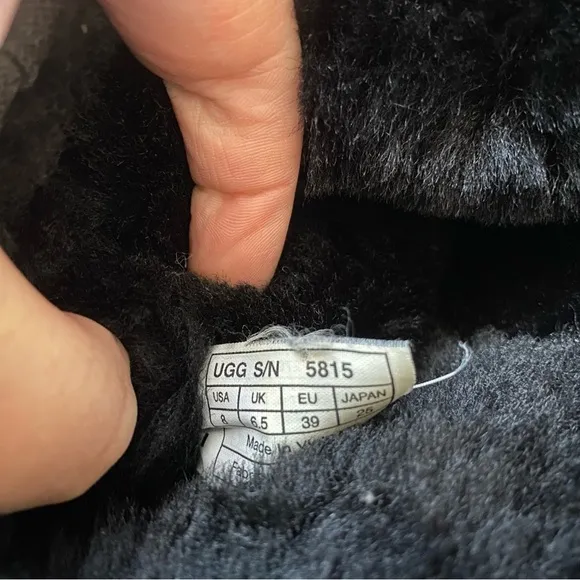 UGG S/N 5815
USA UK EU JAPAN
8 6.5 39 25
Made In